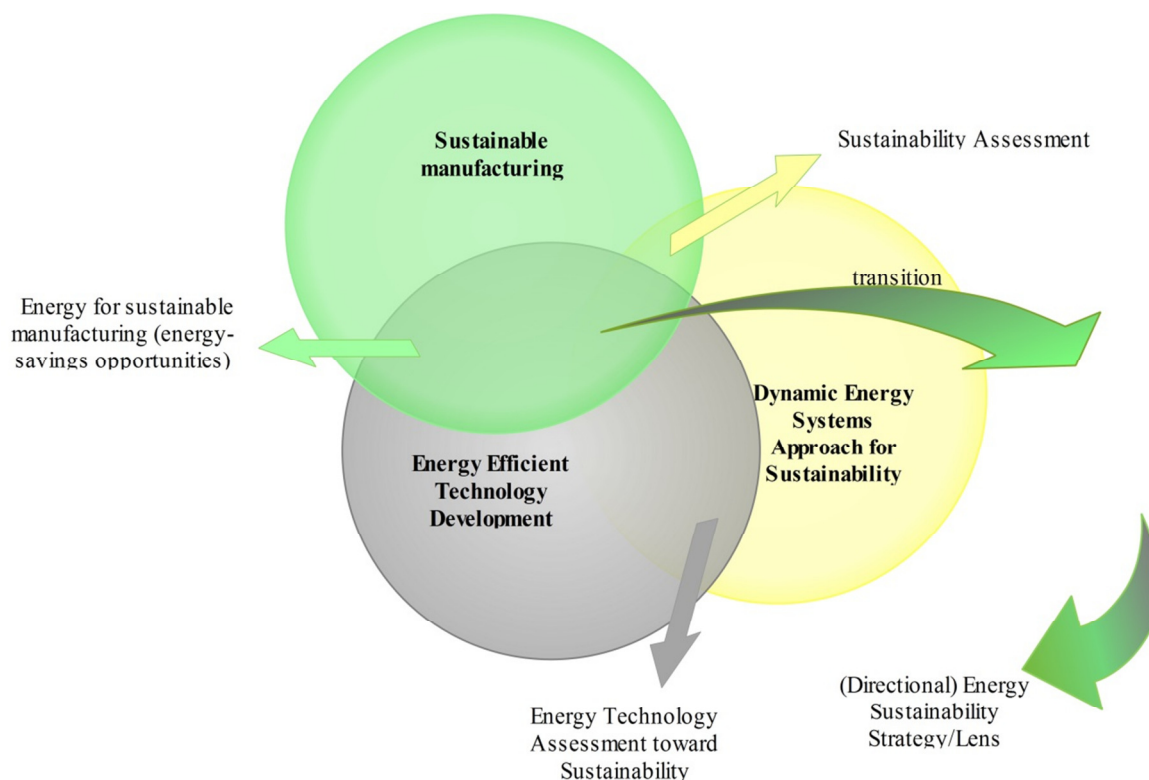 Sustainable
manufacturing
Sustainability Assessment
transition
Energy for sustainable
manufacturing (energy-
savings opportunities)
Dynamic Energy
Systems
Approach for
Sustainability
Energy Efficient
Technology
Development
(Directional) Energy
Sustainability
Strategy/Lens
Energy Technology
Assessment toward
Sustainability